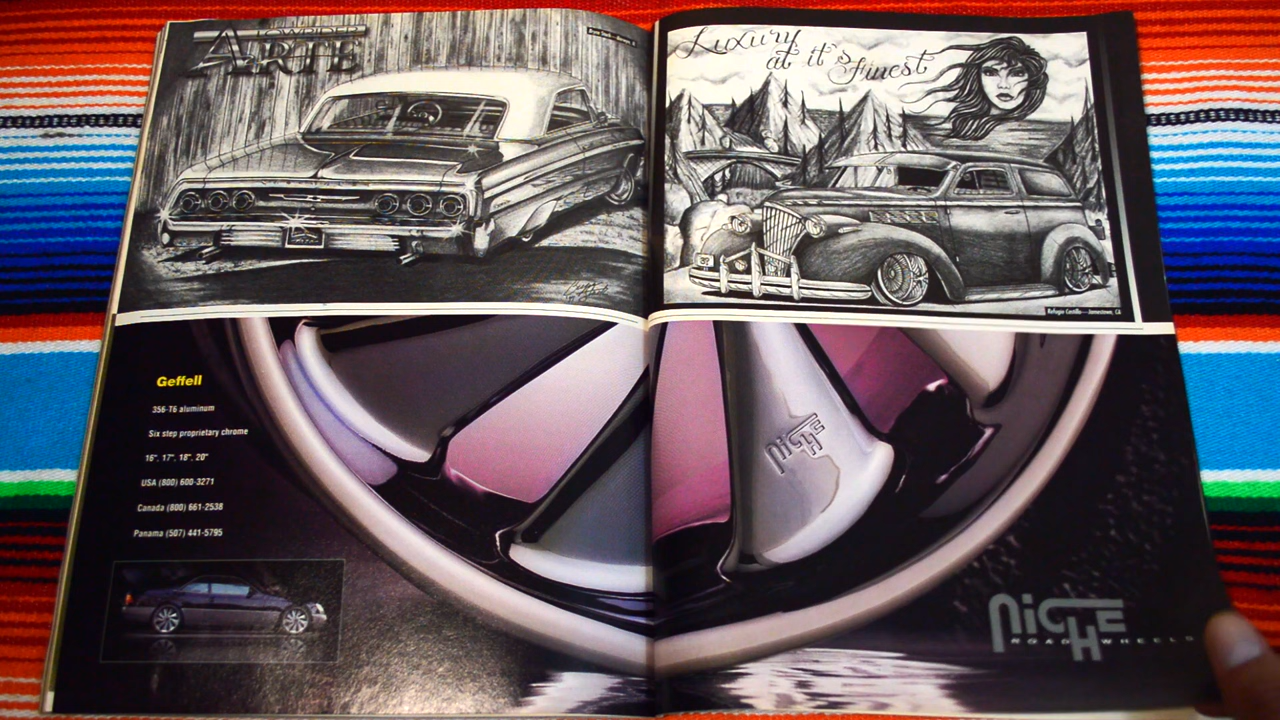 LOWRIDER
ARTE
Luxury
at it's Finest
Refugio Castillo—Jamestown, CA
Geffell
356-T6 aluminum
Six step proprietary chrome
16", 17", 18", 20"
USA (800) 600-3271
Canada (800) 661-2538
Panama (507) 441-5795
NICHE
NICHE
ROAD WHEELS